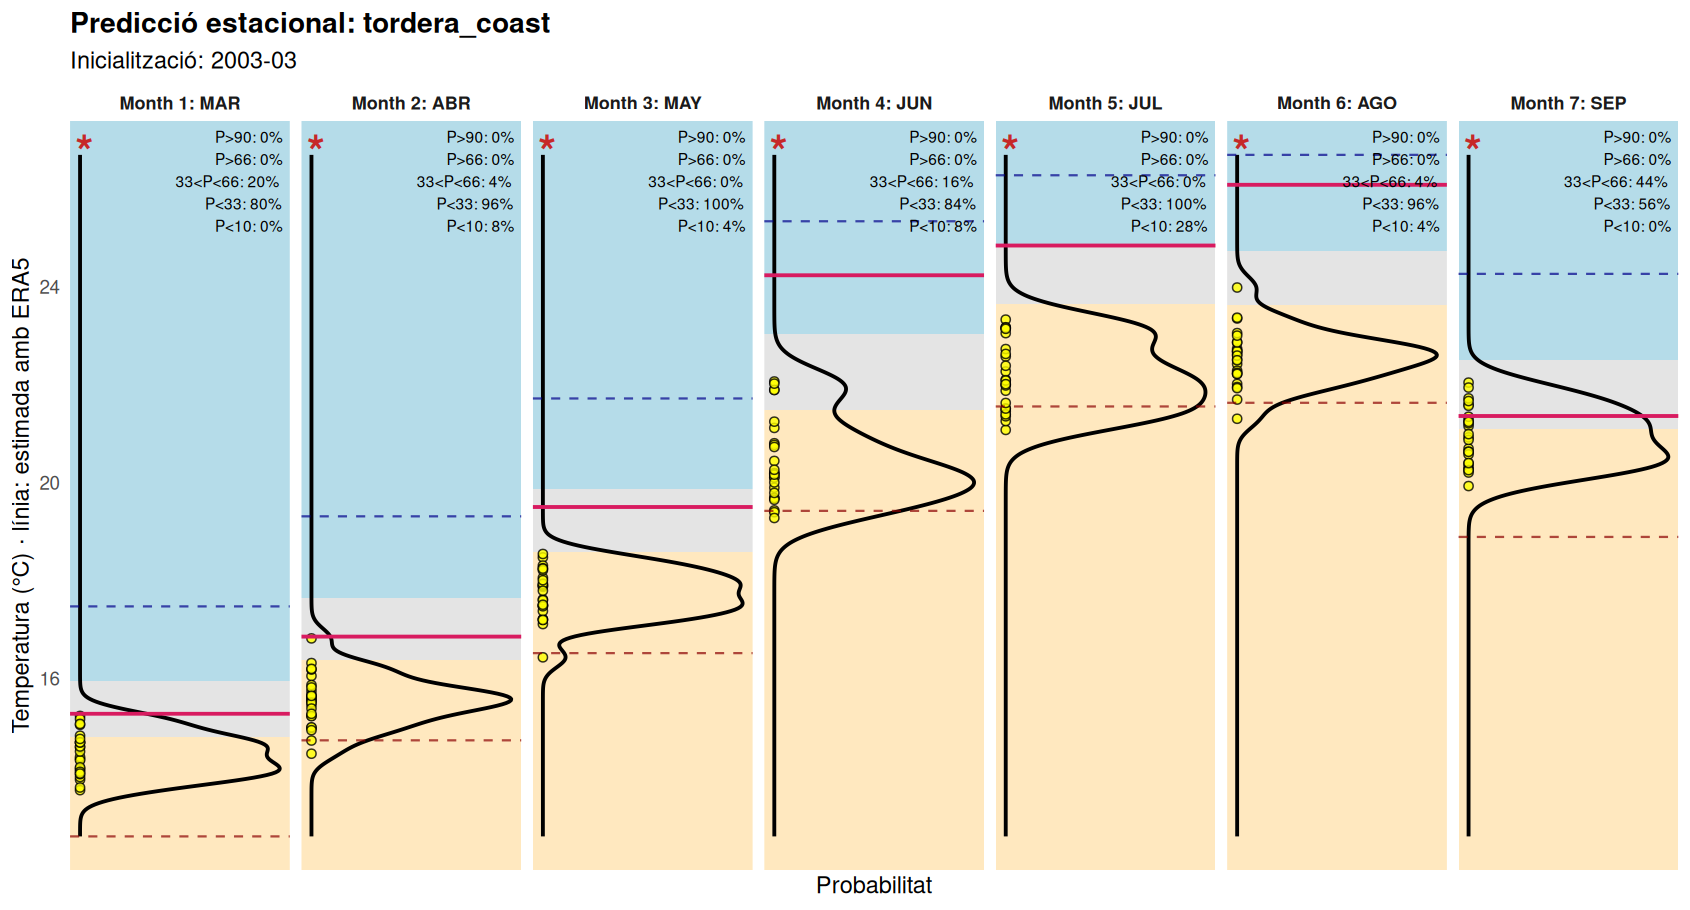 Predicció estacional: tordera_coast
Inicialització: 2003-03
Month 1: MAR
Month 2: ABR
Month 3: MAY
Month 4: JUN
Month 5: JUL
Month 6: AGO
Month 7: SEP
*
P>90: 0%
P>66: 0%
33<P<66: 20%
P<33: 80%
P<10: 0%
*
P>90: 0%
P>66: 0%
33<P<66: 4%
P<33: 96%
P<10: 8%
*
P>90: 0%
P>66: 0%
33<P<66: 0%
P<33: 100%
P<10: 4%
*
P>90: 0%
P>66: 0%
33<P<66: 16%
P<33: 84%
P<10: 8%
*
P>90: 0%
P>66: 0%
33<P<66: 0%
P<33: 100%
P<10: 28%
*
P>90: 0%
P>66: 0%
33<P<66: 4%
P<33: 96%
P<10: 4%
*
P>90: 0%
P>66: 0%
33<P<66: 44%
P<33: 56%
P<10: 0%
Temperatura (°C) · línia: estimada amb ERA5
24
20
16
Probabilitat